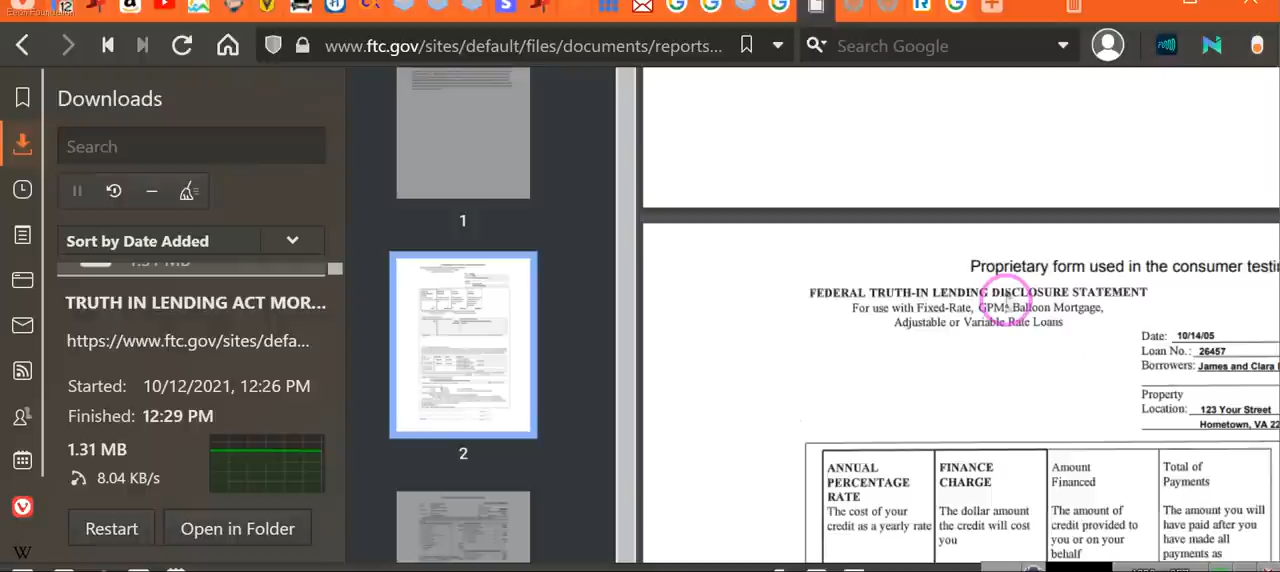 12
www.ftc.gov/sites/default/files/documents/reports...
Search Google
Downloads
Search
Sort by Date Added
1.31 MB
TRUTH IN LENDING ACT MOR...
https://www.ftc.gov/sites/defa...
Started: 10/12/2021, 12:26 PM
Finished: 12:29 PM
1.31 MB
8.04 KB/s
Restart
Open in Folder
W
1
2
Proprietary form used in the consumer testi
FEDERAL TRUTH-IN LENDING DISCLOSURE STATEMENT
For use with Fixed-Rate, GPM, Balloon Mortgage,
Adjustable or Variable Rate Loans
Date: 10/14/05
Loan No.: 26457
Borrowers: James and Clara
Property
Location: 123 Your Street
Hometown, VA 22
ANNUAL
PERCENTAGE
RATE
The cost of your
credit as a yearly rate
FINANCE
CHARGE
The dollar amount
the credit will cost
you
Amount
Financed
The amount of
credit provided to
you or on your
behalf
Total of
Payments
The amount you will
have paid after you
have made all
payments as